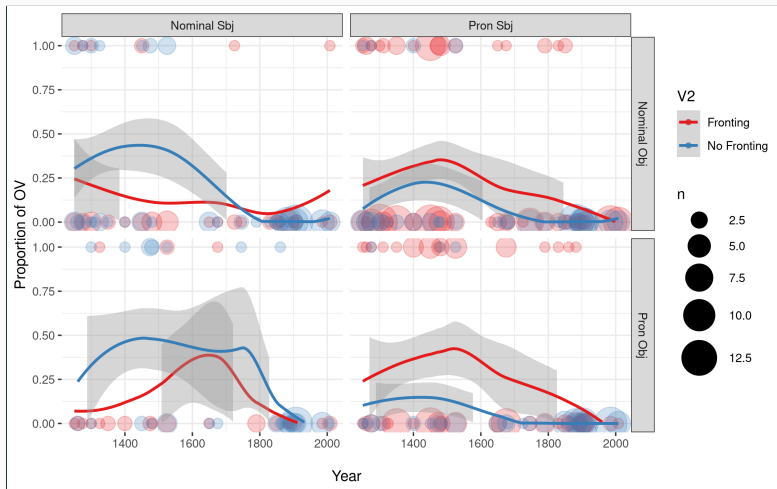 Nominal Sbj
Pron Sbj
1.00
0.75
0.50
0.25
0.00
Nominal Obj
1.00
0.75
0.50
0.25
0.00
Pron Obj
1400
1600
1800
2000
1400
1600
1800
2000
Proportion of OV
Year
V2
Fronting
No Fronting
n
2.5
5.0
7.5
10.0
12.5